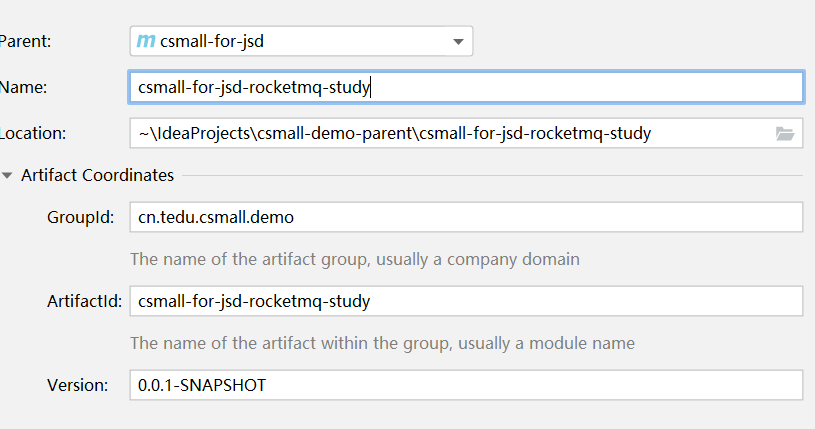 Parent: m csmall-for-jsd
Name: csmall-for-jsd-rocketmq-study
Location: ~\IdeaProjects\csmall-demo-parent\csmall-for-jsd-rocketmq-study
Artifact Coordinates
GroupId: cn.tedu.csmall.demo
The name of the artifact group, usually a company domain
ArtifactId: csmall-for-jsd-rocketmq-study
The name of the artifact within the group, usually a module name
Version: 0.0.1-SNAPSHOT